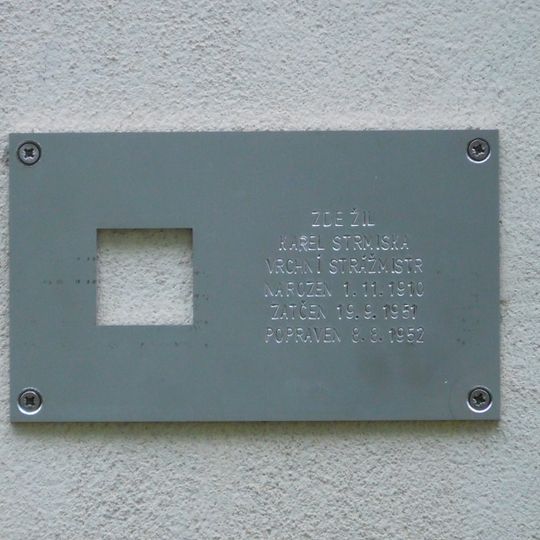 ZDE ŽIL
KAREL STRMISKA
VRCHNÍ STRÁŽMISTR
NAROZEN 1. 11. 1910
ZATČEN 19. 9. 1951
POPRAVEN 8. 8. 1952